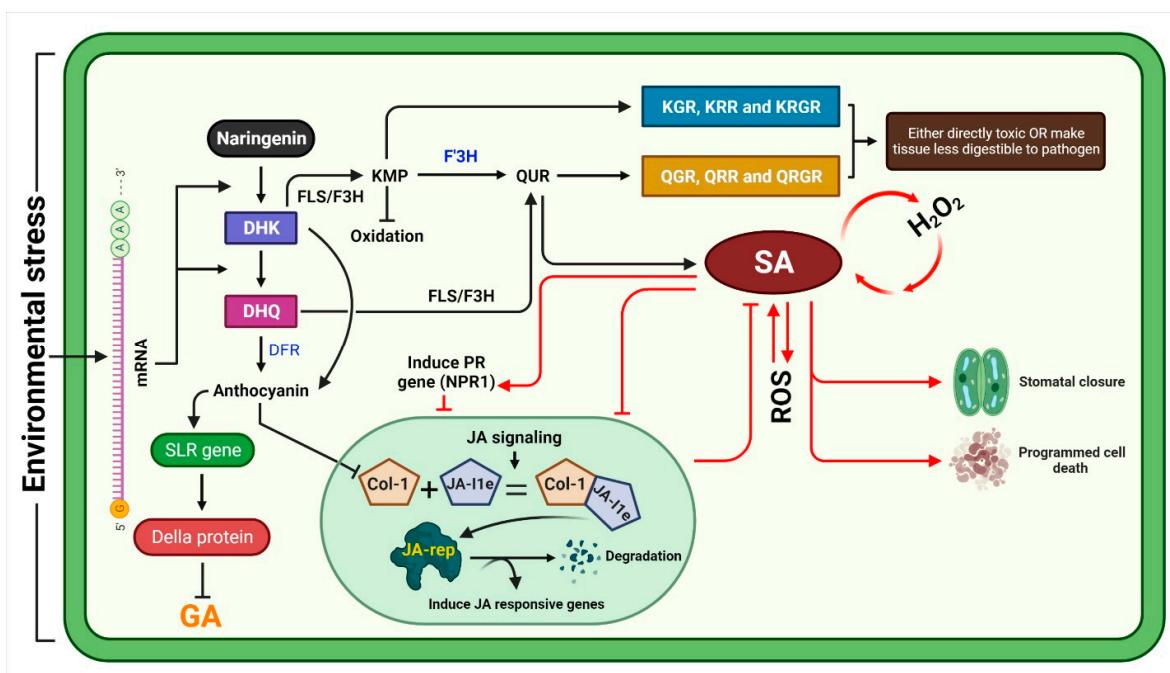 Environmental stress
3'
A
A
A
G
5'
mRNA
Naringenin
DHK
DHQ
DFR
Anthocyanin
SLR gene
Della protein
GA
FLS/F3H
KMP
F'3H
QUR
Oxidation
FLS/F3H
KGR, KRR and KRGR
QGR, QRR and QRGR
Either directly toxic OR make
tissue less digestible to pathogen
SA
H₂O₂
ROS
Stomatal closure
Programmed cell
death
Induce PR
gene (NPR1)
JA signaling
Col-1
+
JA-I1e
=
Col-1
JA-I1e
JA-rep
Degradation
Induce JA responsive genes